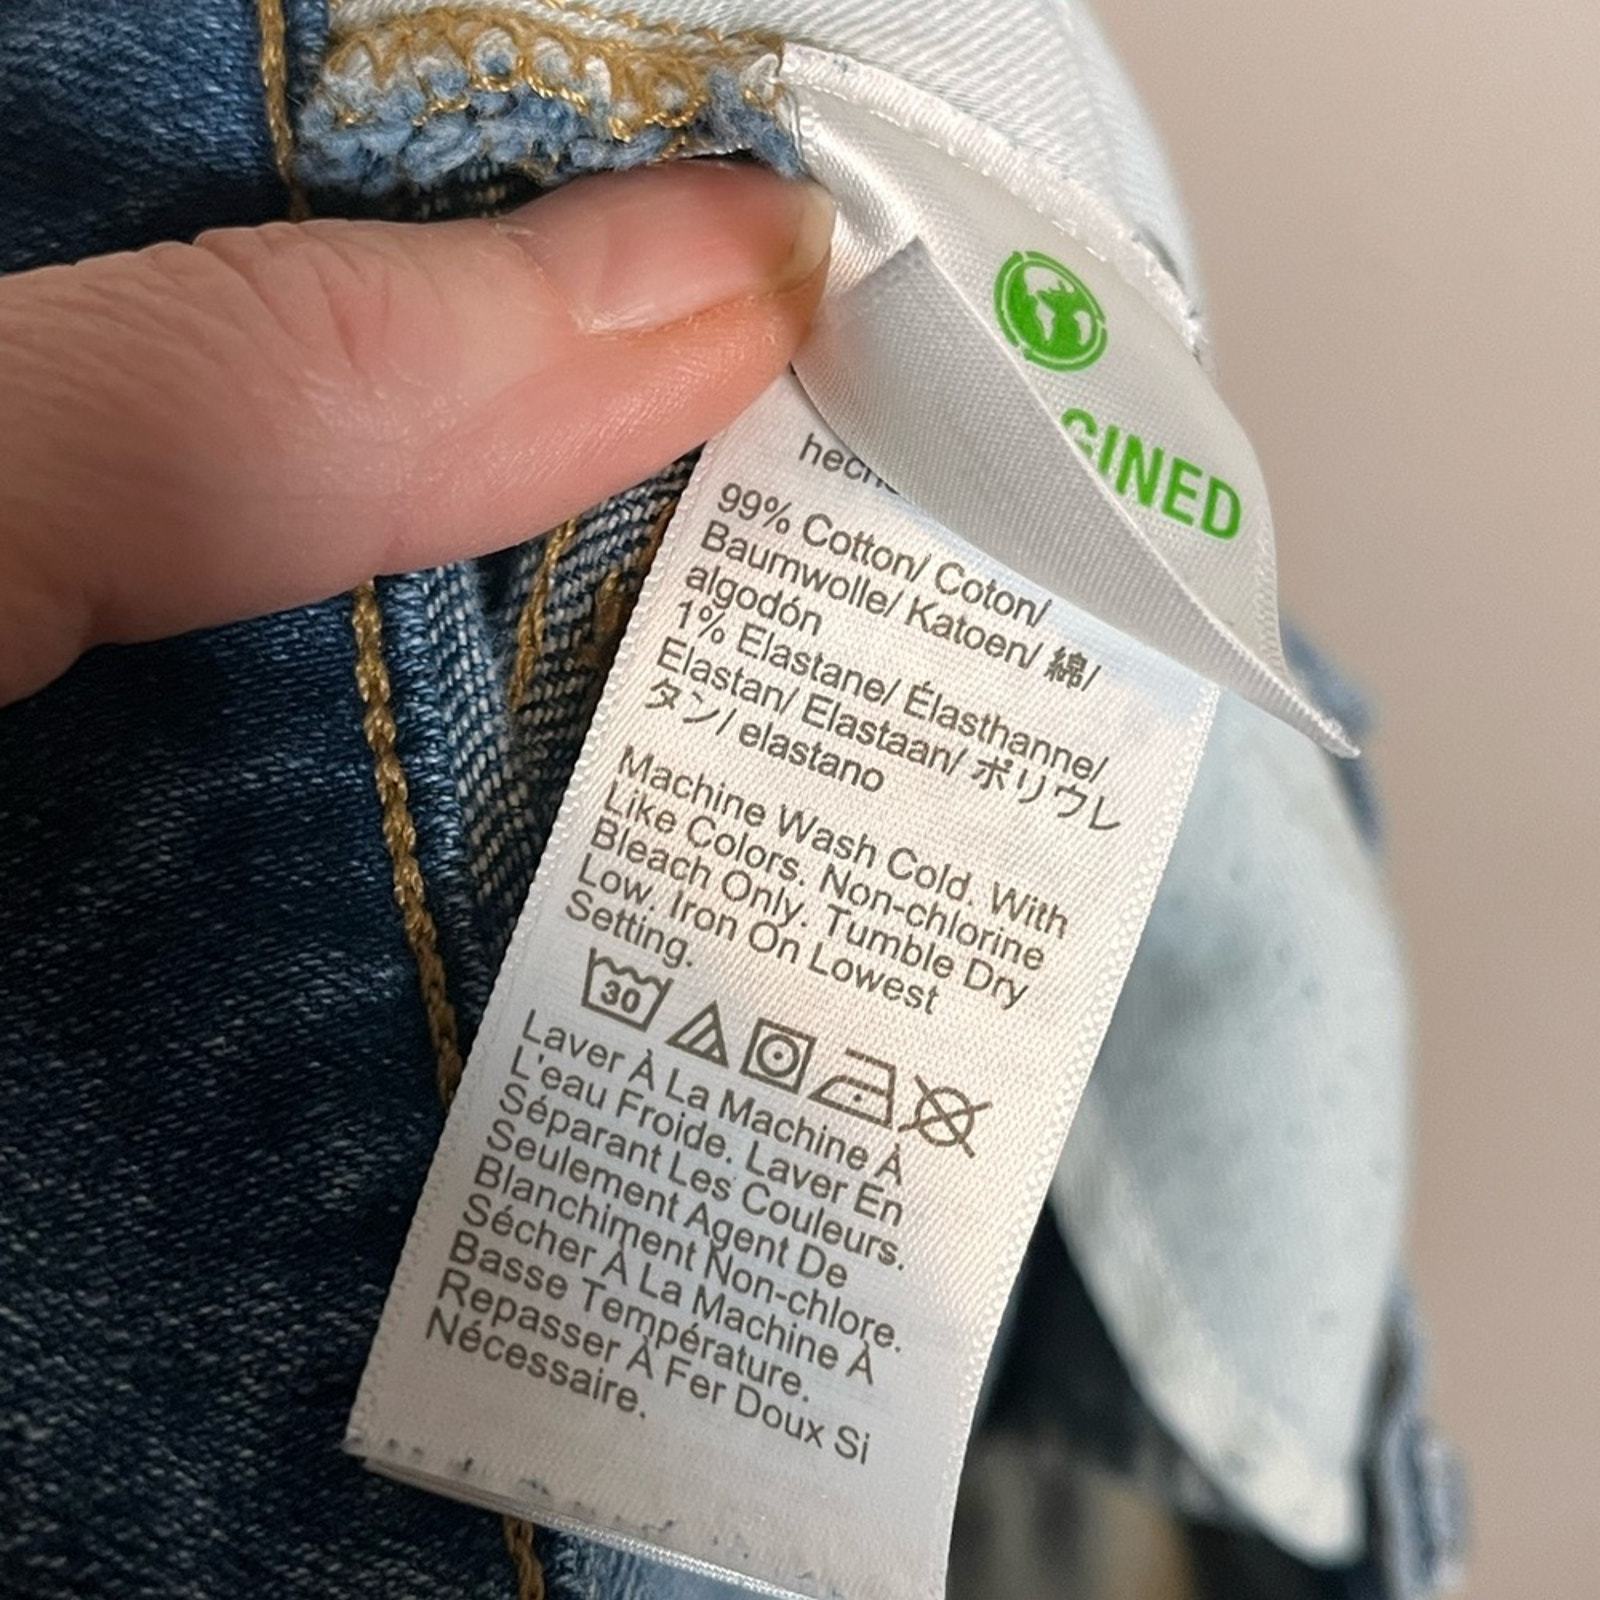 GINED
99% Cotton/ Coton/
Baumwolle/ Katoen/ 綿/
algodón
1% Elastane/ Élasthanne/
Elastan/ Elastaan/ ポリウレ
タン/ elastano
Machine Wash Cold. With
Like Colors. Non-chlorine
Bleach Only. Tumble Dry
Low. Iron On Lowest
Setting.
30
Laver À La Machine À
L'eau Froide. Laver En
Séparant Les Couleurs.
Seulement Agent De
Blanchiment Non-chlore.
Sécher À La Machine À
Basse Température.
Repasser À Fer Doux Si
Nécessaire.